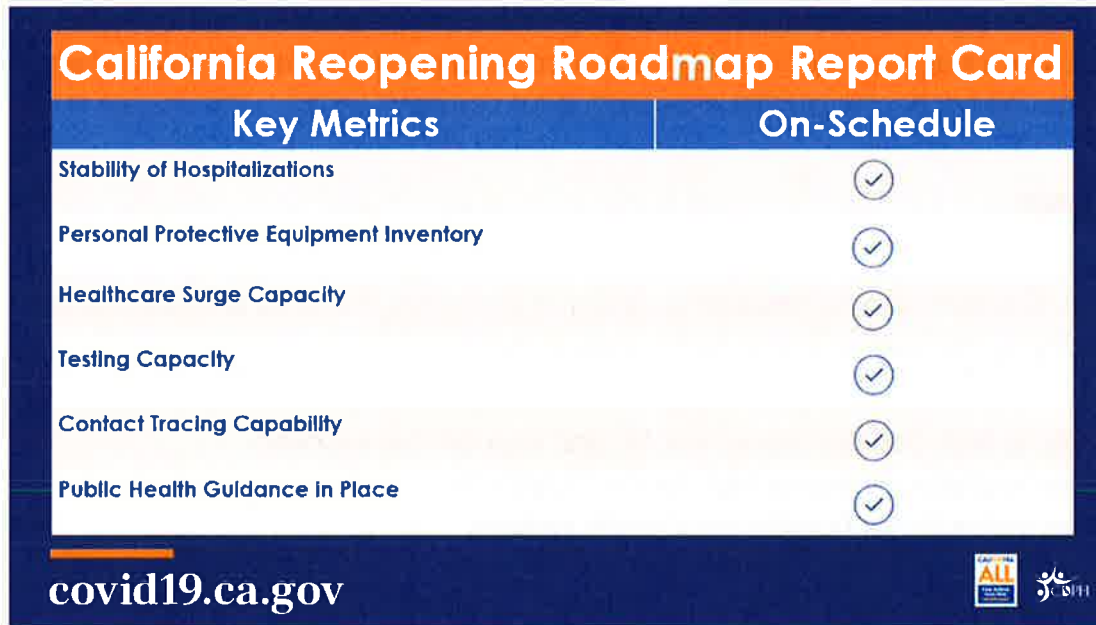 California Reopening Roadmap Report Card
Key Metrics On-Schedule
Stability of Hospitalizations
Personal Protective Equipment Inventory
Healthcare Surge Capacity
Testing Capacity
Contact Tracing Capability
Public Health Guidance in Place
covid19.ca.gov
ALL
CDPH